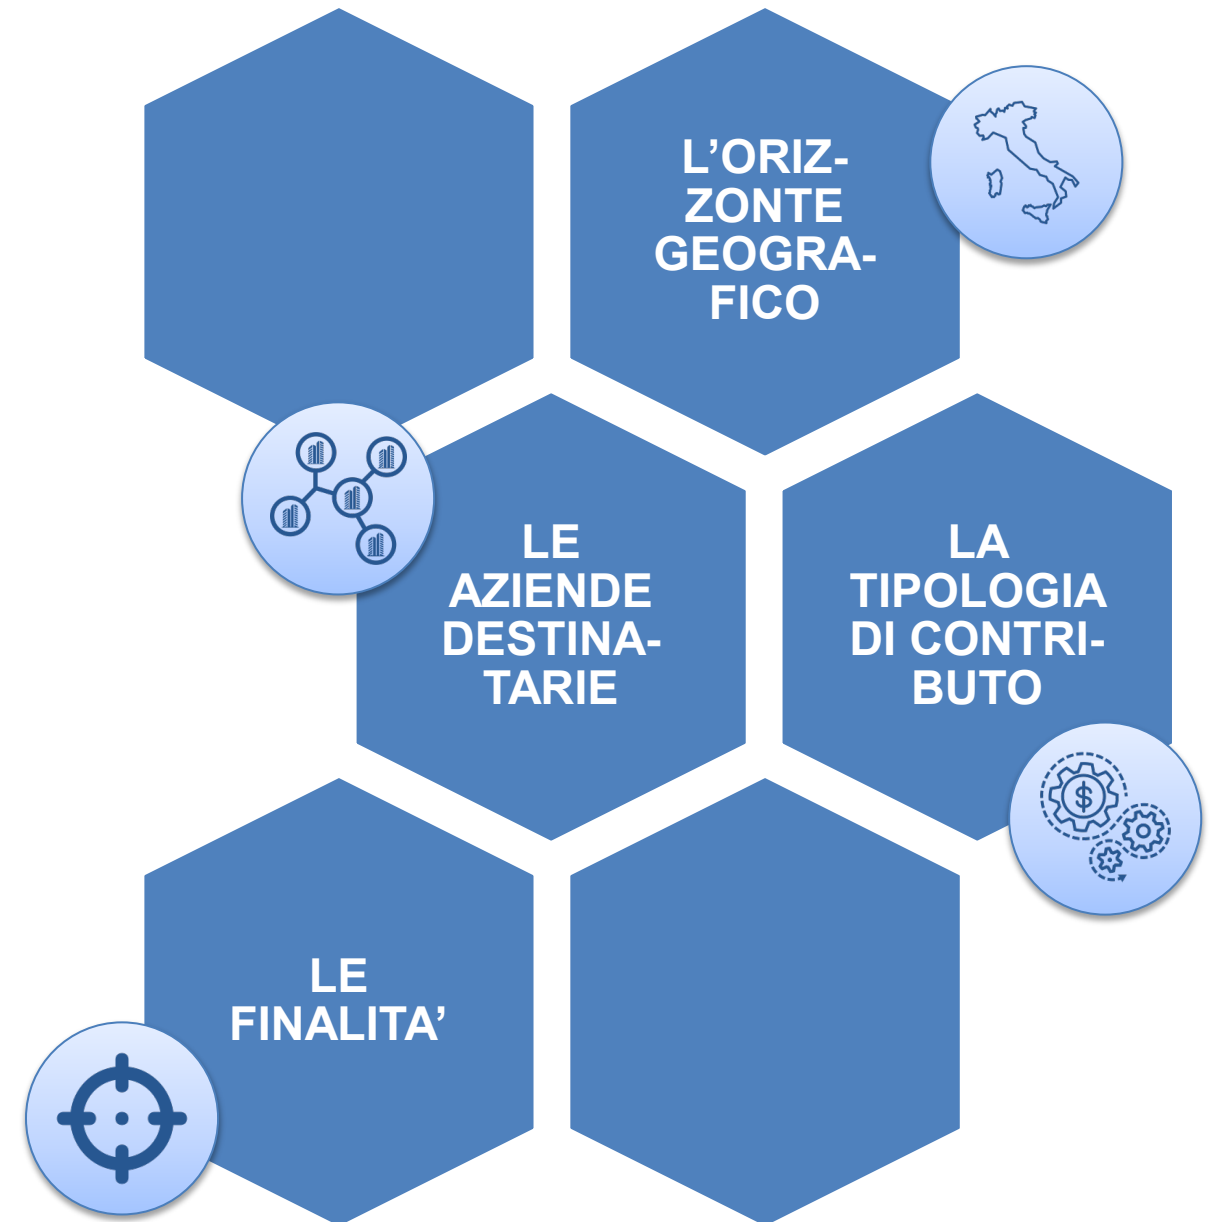 L’ORIZ-
ZONTE
GEOGRA-
FICO
LE
AZIENDE
DESTINA-
TARIE
LA
TIPOLOGIA
DI CONTRI-
BUTO
$
LE
FINALITA’